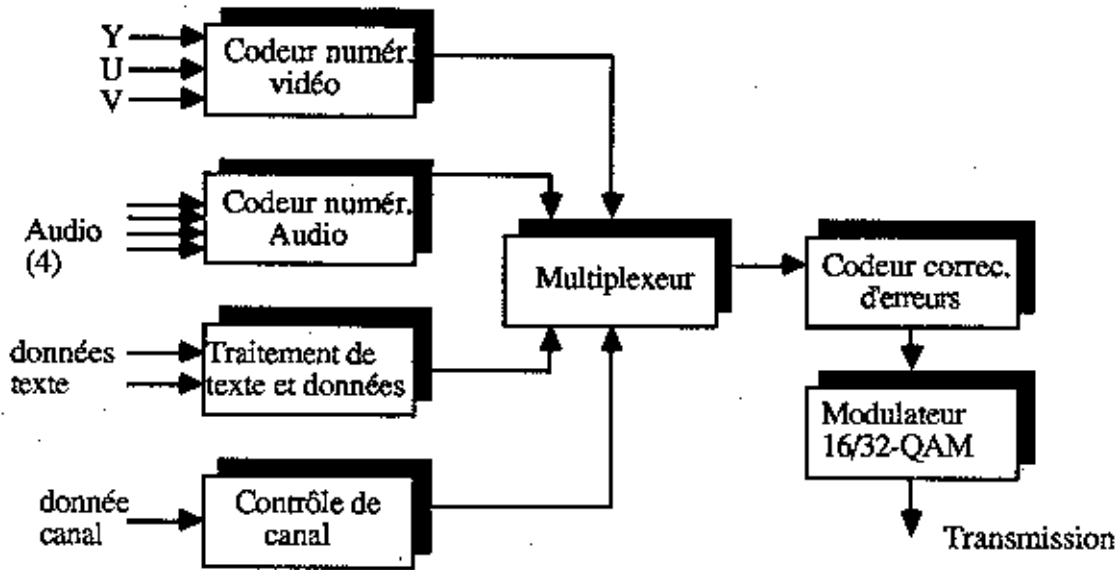 Y
U
V
Codeur numér.
vidéo
Audio
(4)
Codeur numér.
Audio
données
texte
Traitement de
texte et données
donnée
canal
Contrôle de
canal
Multiplexeur
Codeur correc.
d'erreurs
Modulateur
16/32-QAM
Transmission